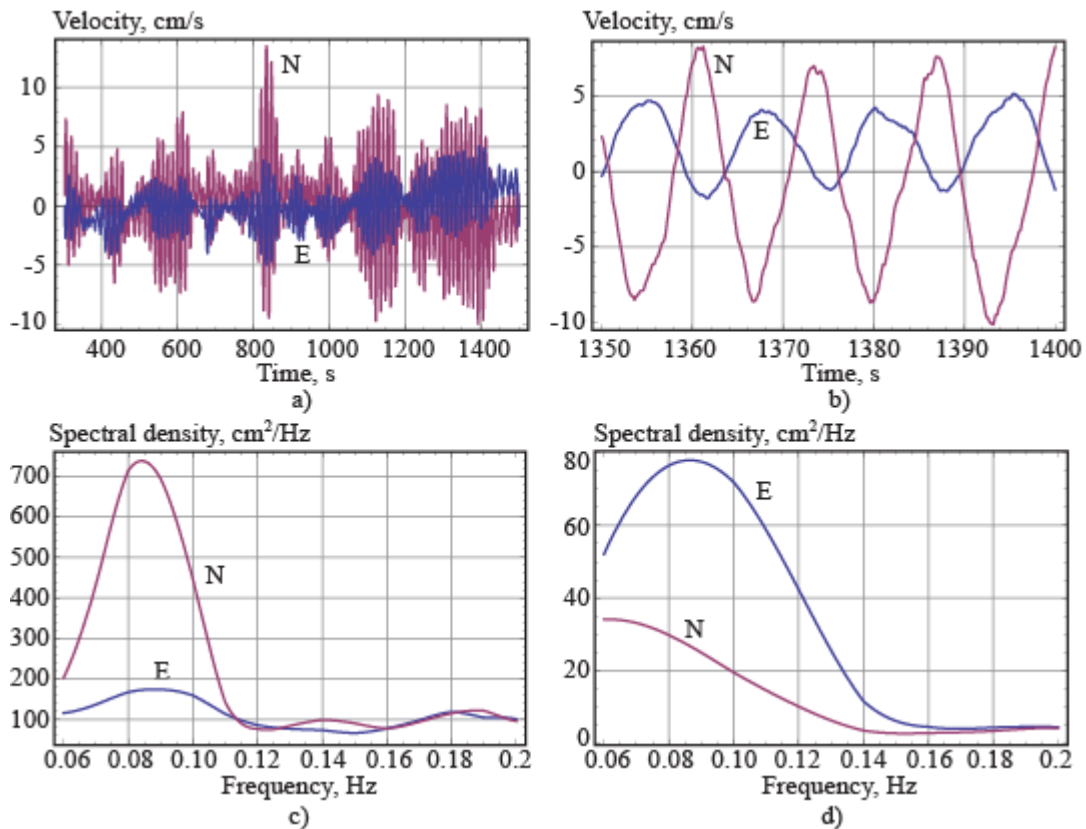 Velocity, cm/s
N
10
5
0
-5
-10
E
400 600 800 1000 1200 1400
Time, s
a)
Velocity, cm/s
N
5
E
0
-5
-10
1350 1360 1370 1380 1390 1400
Time, s
b)
Spectral density, cm²/Hz
700
600
500
N
400
300
200
E
100
0.06 0.08 0.10 0.12 0.14 0.16 0.18 0.2
Frequency, Hz
c)
Spectral density, cm²/Hz
80
E
60
40
N
20
0
0.06 0.08 0.10 0.12 0.14 0.16 0.18 0.2
Frequency, Hz
d)